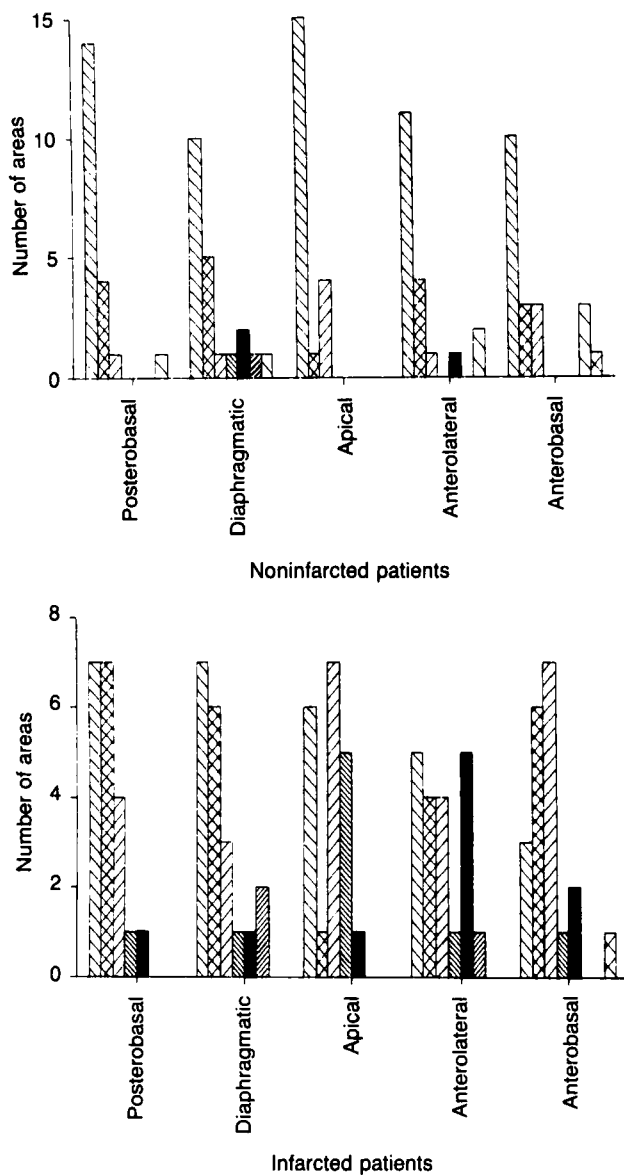 15
10
5
0
Number of areas
Posterobasal
Diaphragmatic
Apical
Anterolateral
Anterobasal
Noninfarcted patients
8
6
4
2
0
Number of areas
Posterobasal
Diaphragmatic
Apical
Anterolateral
Anterobasal
Infarcted patients